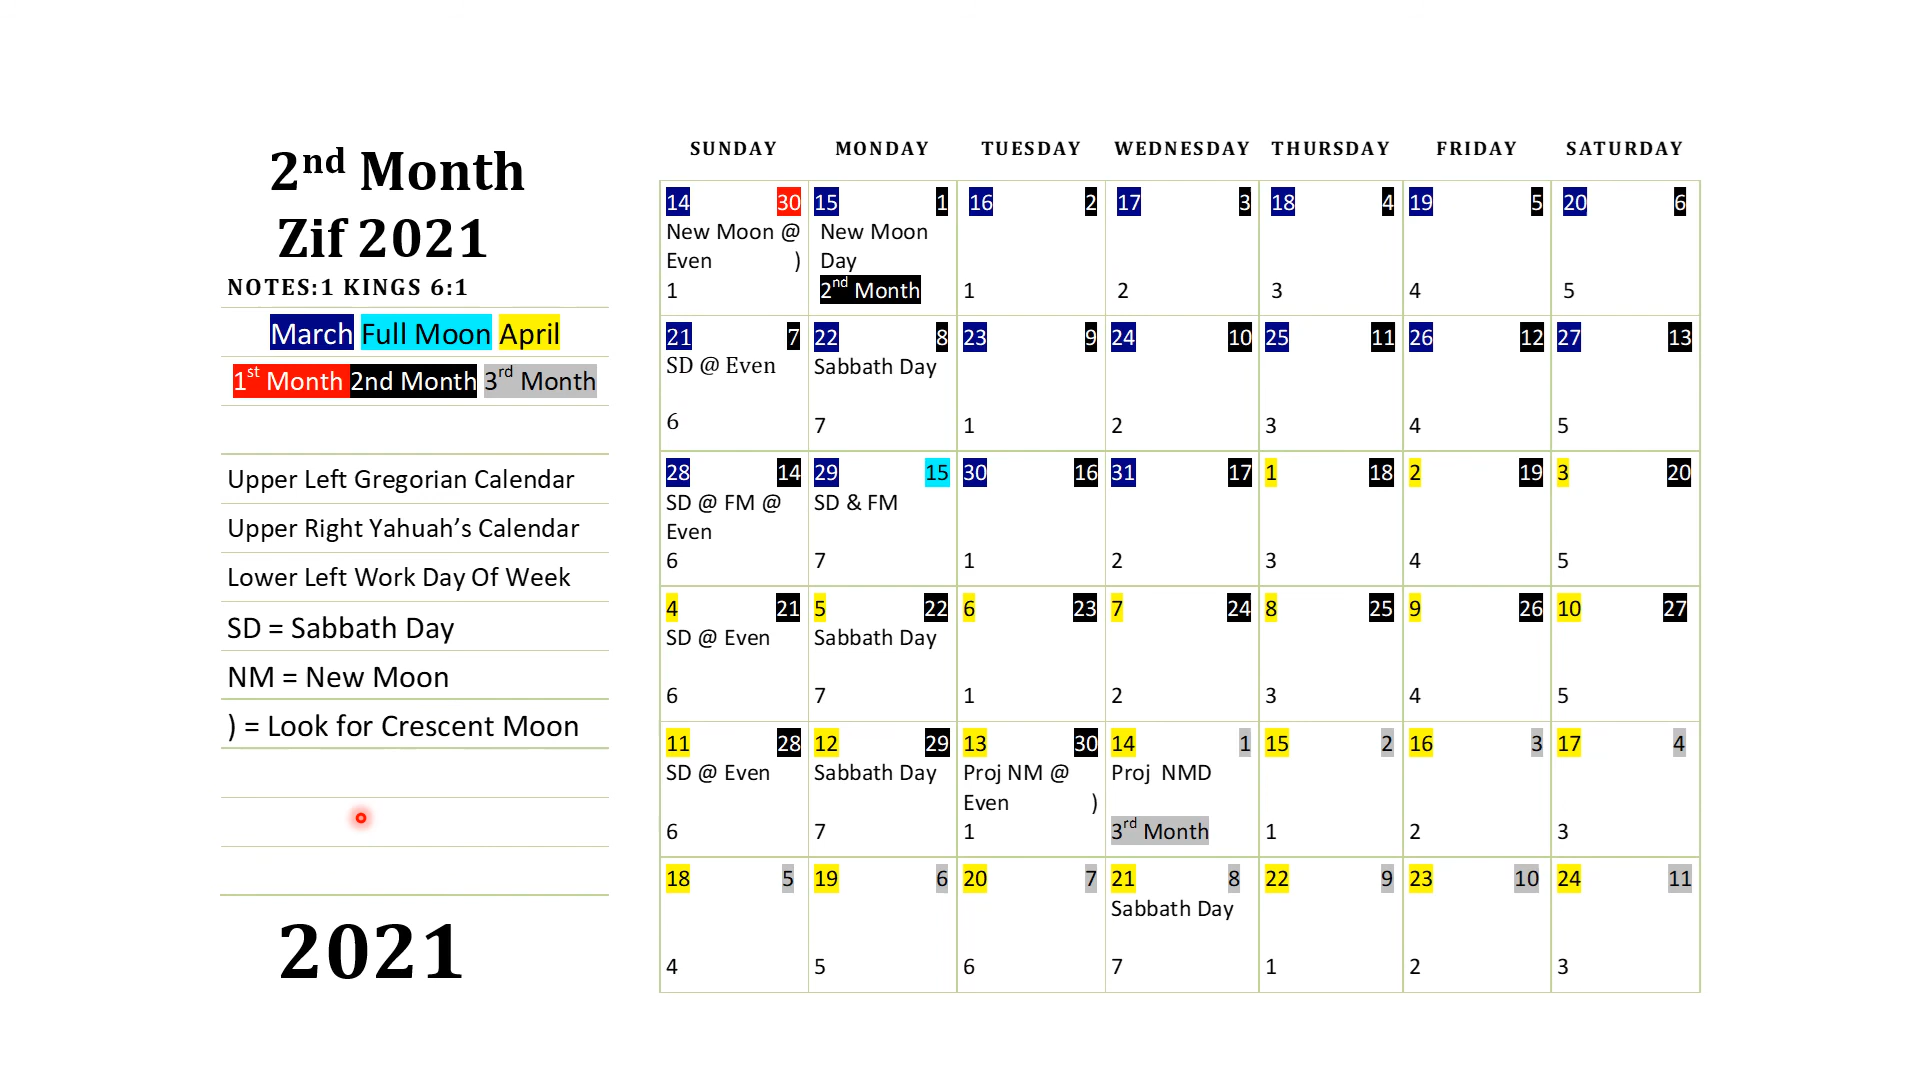 2nd Month
Zif 2021
NOTES:1 KINGS 6:1
March Full Moon April
1st Month 2nd Month 3rd Month
Upper Left Gregorian Calendar
Upper Right Yahuah’s Calendar
Lower Left Work Day Of Week
SD = Sabbath Day
NM = New Moon
) = Look for Crescent Moon
2021
SUNDAY MONDAY TUESDAY WEDNESDAY THURSDAY FRIDAY SATURDAY
14 30 15 1 16 2 17 3 18 4 19 5 20 6
New Moon @ New Moon
Even ) Day
1 2nd Month 1 2 3 4 5
21 7 22 8 23 9 24 10 25 11 26 12 27 13
SD @ Even Sabbath Day
6 7 1 2 3 4 5
28 14 29 15 30 16 31 17 1 18 2 19 3 20
SD @ FM @ SD & FM
Even
6 7 1 2 3 4 5
4 21 5 22 6 23 7 24 8 25 9 26 10 27
SD @ Even Sabbath Day
6 7 1 2 3 4 5
11 28 12 29 13 30 14 1 15 2 16 3 17 4
SD @ Even Sabbath Day Proj NM @ Proj NMD
Even )
6 7 1 3rd Month 1 2 3
18 5 19 6 20 7 21 8 22 9 23 10 24 11
Sabbath Day
4 5 6 7 1 2 3